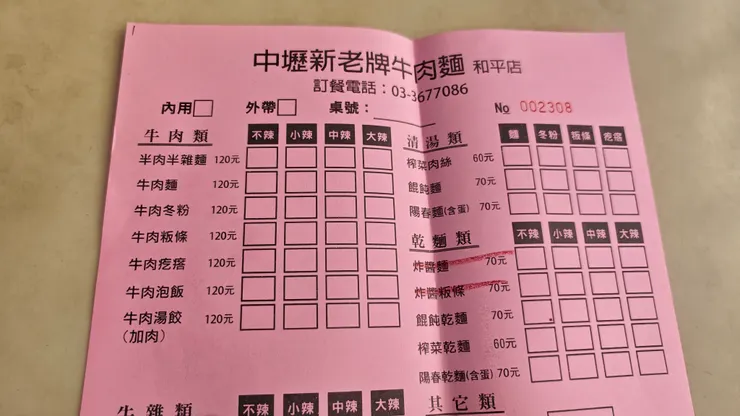 中壢新老牌牛肉麵 和平店
訂餐電話：03-3677086
內用 外帶 桌號：
No 002308
牛肉類 不辣 小辣 中辣 大辣
半肉半雜麵 120元
牛肉麵 120元
牛肉冬粉 120元
牛肉粄條 120元
牛肉疙瘩 120元
牛肉泡飯 120元
牛肉湯餃 120元
(加肉)
牛雜類 不辣 小辣 中辣 大辣
清湯類 麵 冬粉 粄條 疙瘩
榨菜肉絲 60元
餛飩麵 70元
陽春麵(含蛋) 70元
乾麵類 不辣 小辣 中辣 大辣
炸醬麵 70元
炸醬粄條 70元
餛飩乾麵 70元
榨菜乾麵 60元
陽春乾麵(含蛋) 70元
其它類